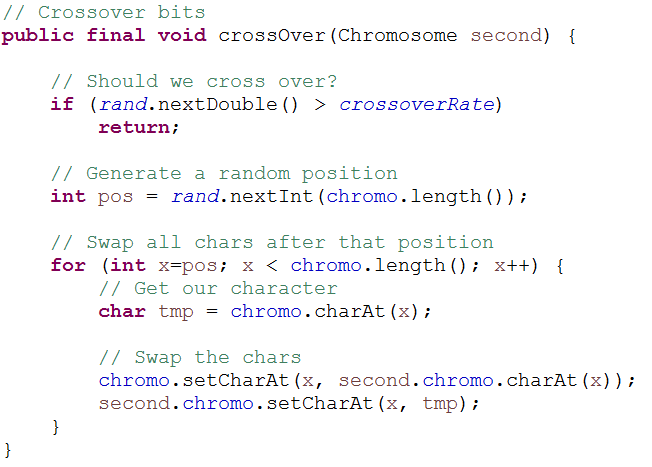 // Crossover bits
public final void crossOver(Chromosome second) {
// Should we cross over?
if (rand.nextDouble() > crossoverRate)
return;
// Generate a random position
int pos = rand.nextInt(chromo.length());
// Swap all chars after that position
for (int x=pos; x < chromo.length(); x++) {
// Get our character
char tmp = chromo.charAt(x);
// Swap the chars
chromo.setCharAt(x, second.chromo.charAt(x));
second.chromo.setCharAt(x, tmp);
}
}